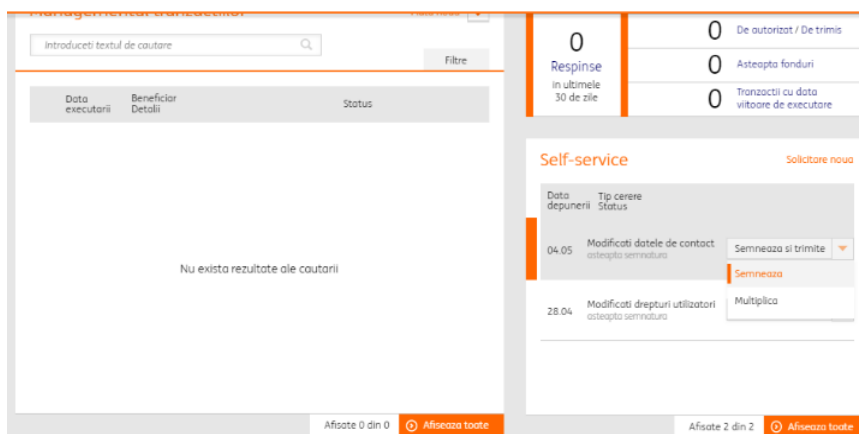 Managementul tranzactiilor
Introduceti textul de cautare
Filtre
Data executarii
Beneficiar
Detalii
Status
Nu exista rezultate ale cautarii
Afisate 0 din 0
Afiseaza toate
0
Respinse
in ultimele
30 de zile
0 De autorizat / De trimis
0 Asteapta fonduri
0 Tranzactii cu data
viitoare de executare
Self-service
Solicitare noua
Data
depunerii
Tip cerere
Status
04.05
Modificati datele de contact
asteapta semnatura
Semneaza si trimite
Semneaza
Multiplica
28.04
Modificati drepturi utilizatori
asteapta semnatura
Afisate 2 din 2
Afiseaza toate